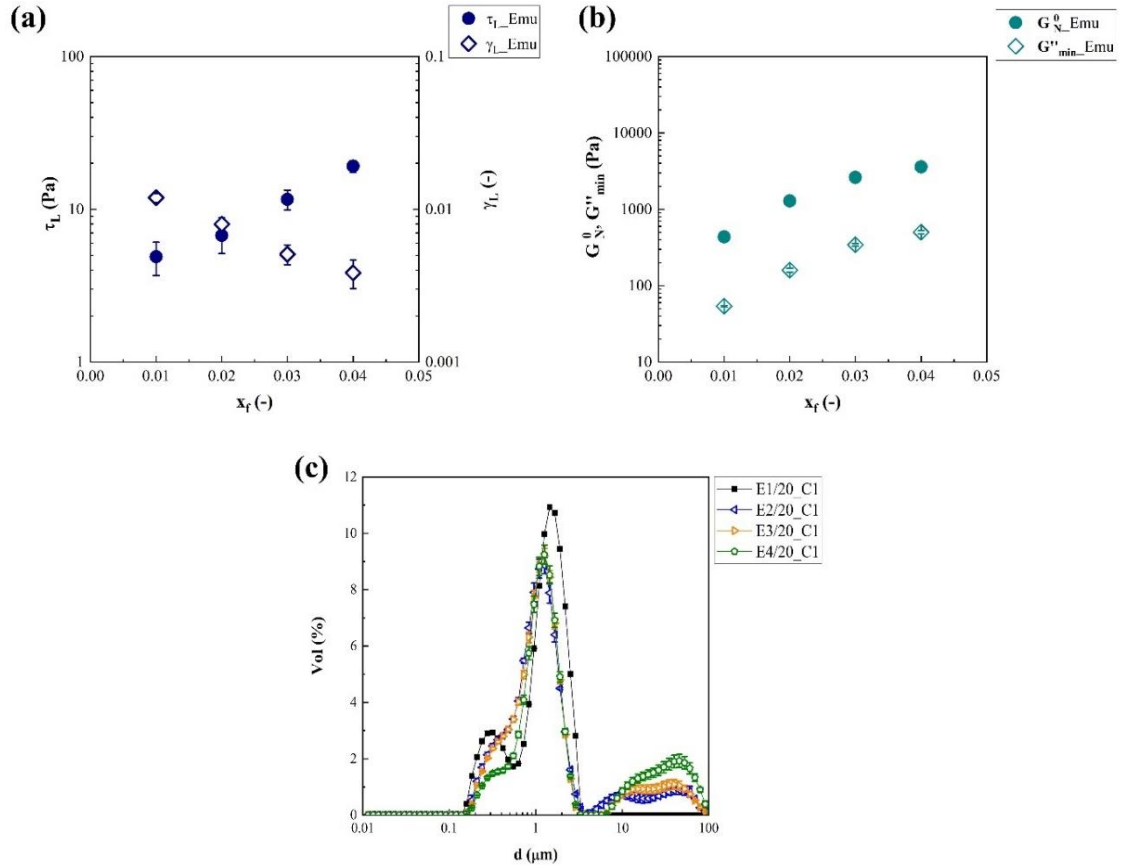 (a)
τL_Emu
γL_Emu
100
10
1
0.1
0.01
0.001
τL (Pa)
γL (-)
0.00 0.01 0.02 0.03 0.04 0.05
xf (-)
(b)
G0N_Emu
G''min_Emu
100000
10000
1000
100
10
G0N, G''min (Pa)
0.00 0.01 0.02 0.03 0.04 0.05
xf (-)
(c)
E1/20_C1
E2/20_C1
E3/20_C1
E4/20_C1
12
10
8
6
4
2
0
Vol (%)
0.01 0.1 1 10 100
d (μm)